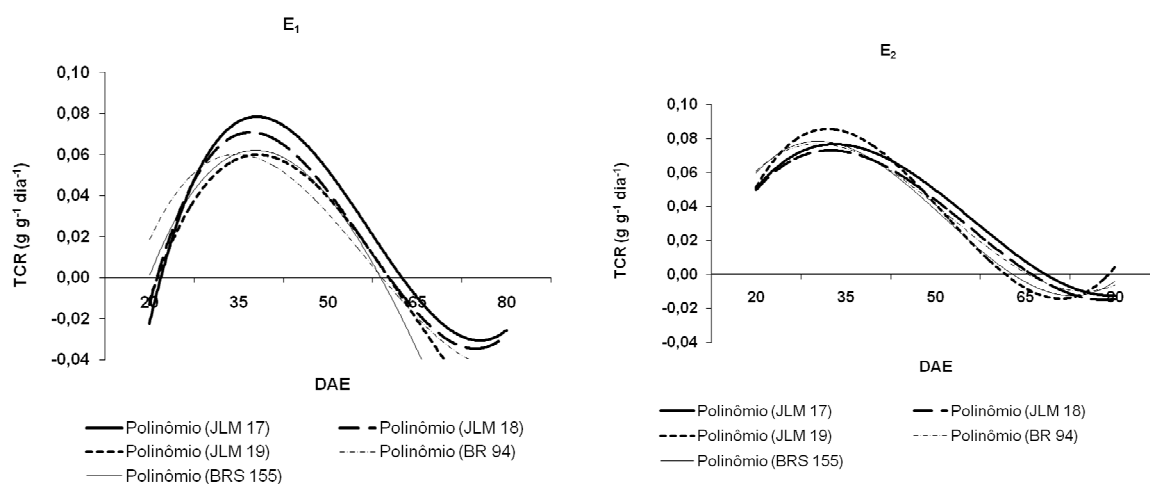 E1
TCR (g g-1 dia-1)
0,10
0,08
0,06
0,04
0,02
0,00
-0,02
-0,04
20 35 50 65 80
DAE
Polinômio (JLM 17) Polinômio (JLM 18)
Polinômio (JLM 19) Polinômio (BR 94)
Polinômio (BRS 155)
E2
TCR (g g-1 dia-1)
0,10
0,08
0,06
0,04
0,02
0,00
-0,02
-0,04
20 35 50 65 80
DAE
Polinômio (JLM 17) Polinômio (JLM 18)
Polinômio (JLM 19) Polinômio (BR 94)
Polinômio (BRS 155)